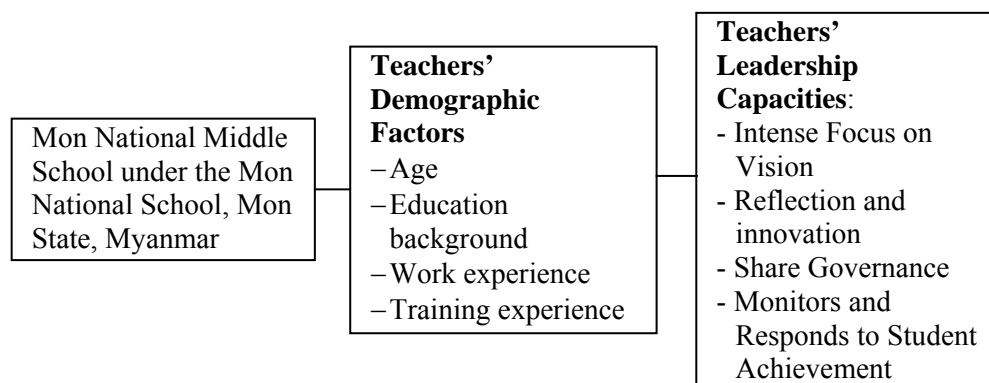 Mon National Middle
School under the Mon
National School, Mon
State, Myanmar
Teachers’
Demographic
Factors
–Age
–Education
background
–Work experience
–Training experience
Teachers’
Leadership
Capacities:
- Intense Focus on
Vision
- Reflection and
innovation
- Share Governance
- Monitors and
Responds to Student
Achievement